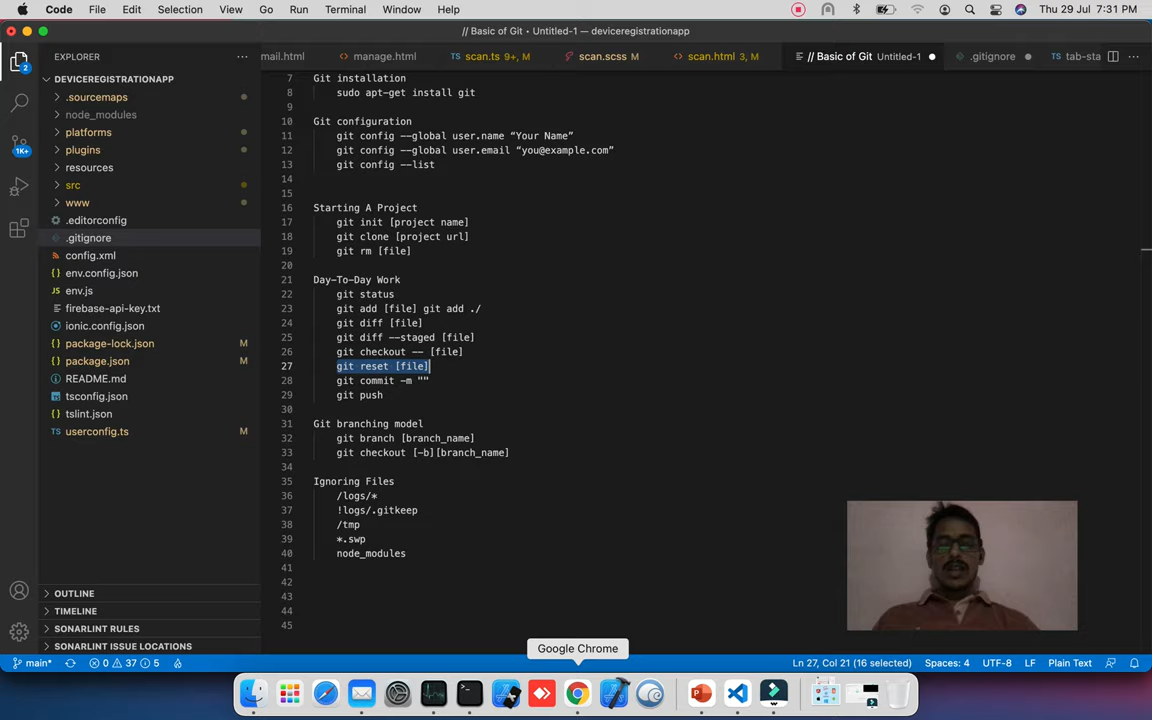 Code File Edit Selection View Go Run Terminal Window Help Thu 29 Jul 7:31 PM
// Basic of Git • Untitled-1 — deviceregistrationapp
EXPLORER
mail.html manage.html TS scan.ts 9+, M scan.scss M scan.html 3, M // Basic of Git Untitled-1 .gitignore TS tab-sta
DEVICEREGISTRATIONAPP
.sourcemaps
node_modules
platforms
plugins
resources
src
www
.editorconfig
.gitignore
config.xml
{} env.config.json
JS env.js
firebase-api-key.txt
ionic.config.json
{} package-lock.json M
{} package.json M
README.md
tsconfig.json
{} tslint.json
TS userconfig.ts M
OUTLINE
TIMELINE
SONARLINT RULES
SONARLINT ISSUE LOCATIONS
2
1K+
7 Git installation
8 sudo apt-get install git
9
10 Git configuration
11 git config --global user.name “Your Name”
12 git config --global user.email “you@example.com”
13 git config --list
14
15
16 Starting A Project
17 git init [project name]
18 git clone [project url]
19 git rm [file]
20
21 Day-To-Day Work
22 git status
23 git add [file] git add ./
24 git diff [file]
25 git diff --staged [file]
26 git checkout -- [file]
27 git reset [file]
28 git commit -m ""
29 git push
30
31 Git branching model
32 git branch [branch_name]
33 git checkout [-b][branch_name]
34
35 Ignoring Files
36 /logs/*
37 !logs/.gitkeep
38 /tmp
39 *.swp
40 node_modules
41
42
43
44
45
Google Chrome
main* 0 37 5 Ln 27, Col 21 (16 selected) Spaces: 4 UTF-8 LF Plain Text